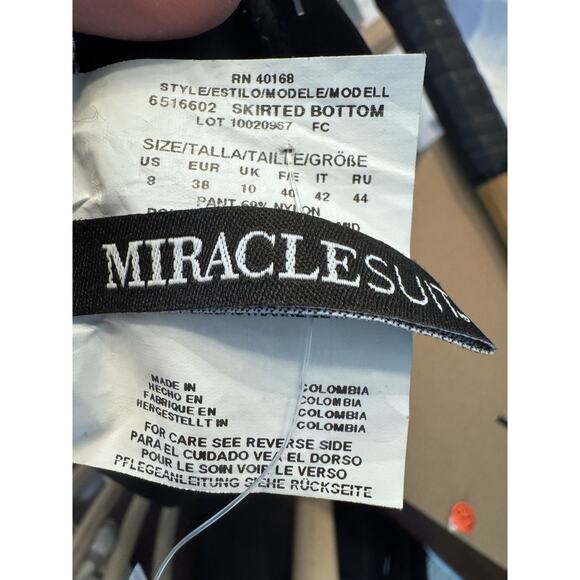 RN 40168
STYLE/ESTILO/MODELE/MODELL
6516602 SKIRTED BOTTOM
LOT 10020967 FC
SIZE/TALLA/TAILLE/GRÖßE
US EUR UK F/E IT RU
8 38 10 40 42 44
PANT 69% NYLON
MIRACLESUIT
MADE IN COLOMBIA
HECHO EN COLOMBIA
FABRIQUE EN COLOMBIA
HERGESTELLT IN COLOMBIA
FOR CARE SEE REVERSE SIDE
PARA EL CUIDADO VEA EL DORSO
POUR LE SOIN VOIR LE VERSO
PFLEGEANLEITUNG SIEHE RÜCKSEITE